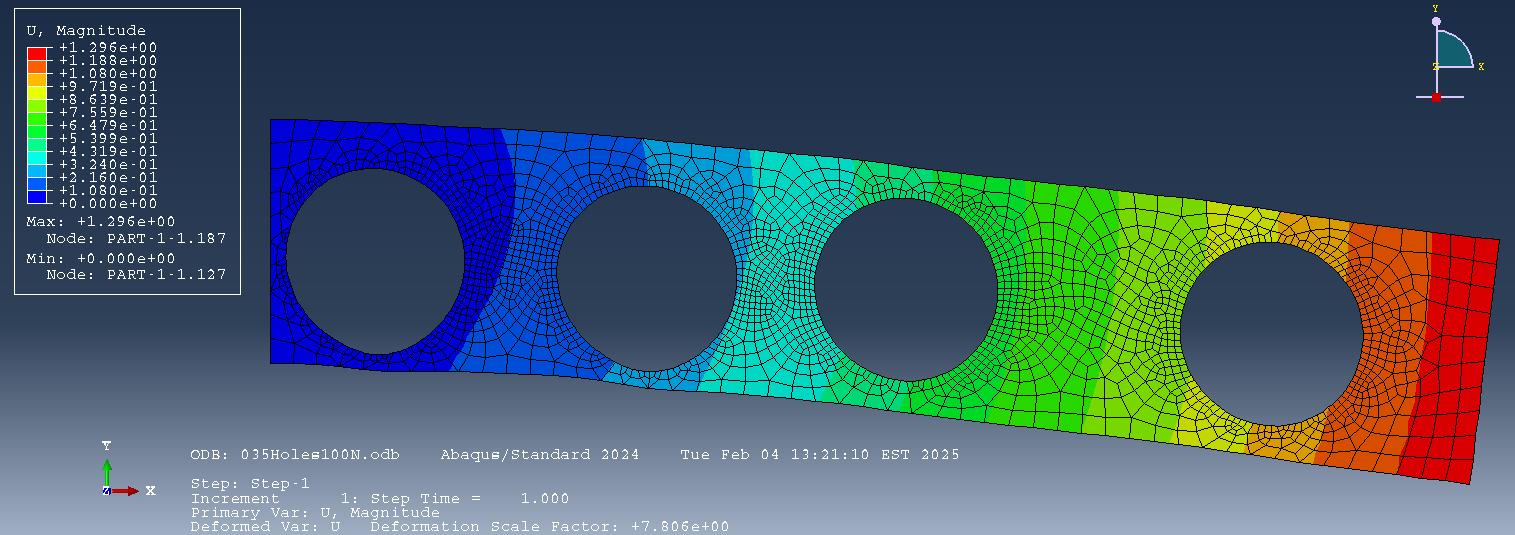 U, Magnitude
+1.296e+00
+1.188e+00
+1.080e+00
+9.719e-01
+8.639e-01
+7.559e-01
+6.479e-01
+5.399e-01
+4.319e-01
+3.240e-01
+2.160e-01
+1.080e-01
+0.000e+00
Max: +1.296e+00
Node: PART-1-1.187
Min: +0.000e+00
Node: PART-1-1.127
Y
Z
X
Y
Z
X
ODB: 035Holes100N.odb Abaqus/Standard 2024 Tue Feb 04 13:21:10 EST 2025
Step: Step-1
Increment 1: Step Time = 1.000
Primary Var: U, Magnitude
Deformed Var: U Deformation Scale Factor: +7.806e+00